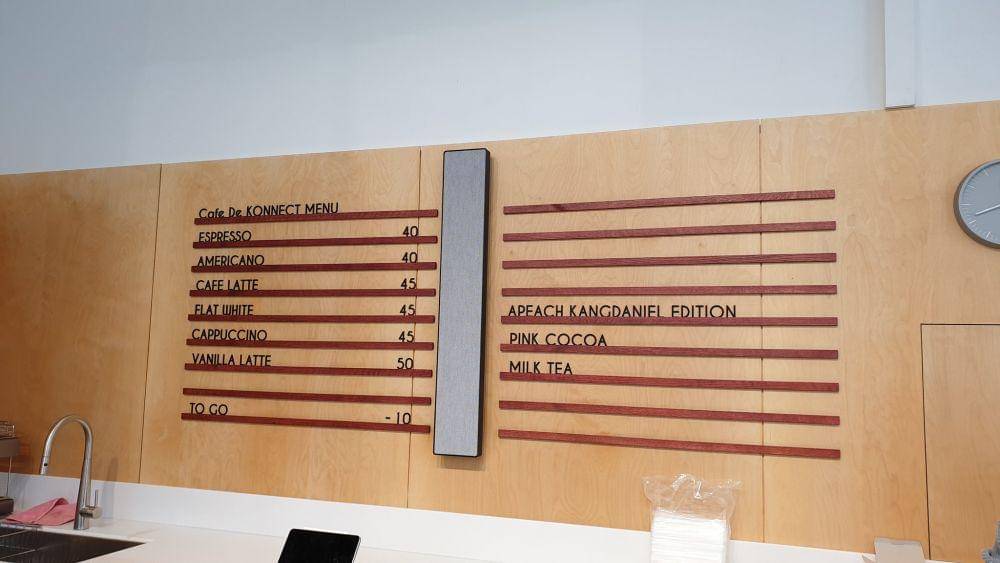 Cafe De KONNECT MENU
ESPRESSO 40
AMERICANO 40
CAFE LATTE 45
FLAT WHITE 45
CAPPUCCINO 45
VANILLA LATTE 50
TO GO -10
APEACH KANGDANIEL EDITION
PINK COCOA
MILK TEA